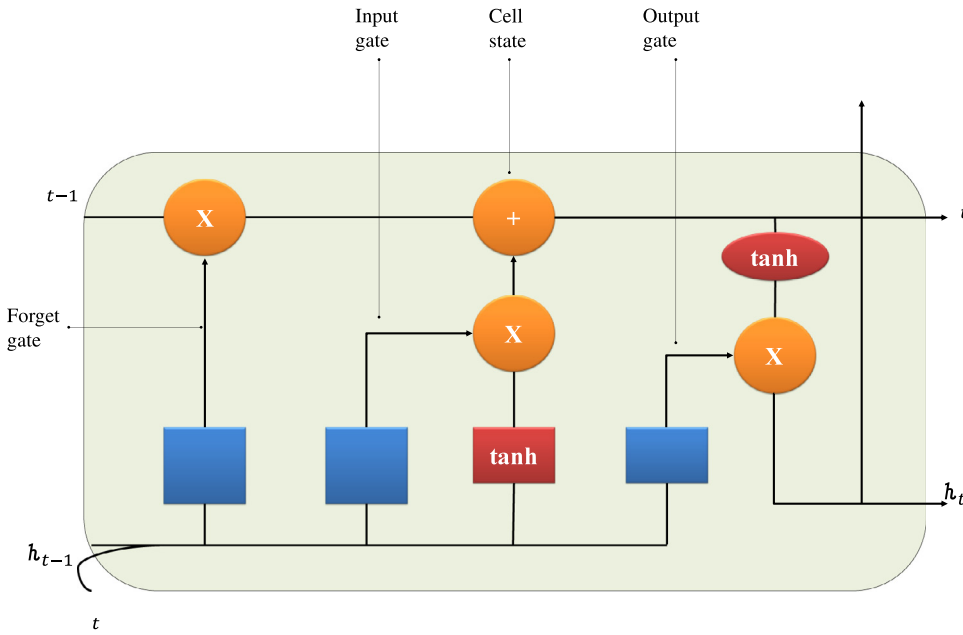 Input
gate
Cell
state
Output
gate
t−1
X
+
tanh
Forget
gate
X
X
tanh
h_t
h_{t−1}
t